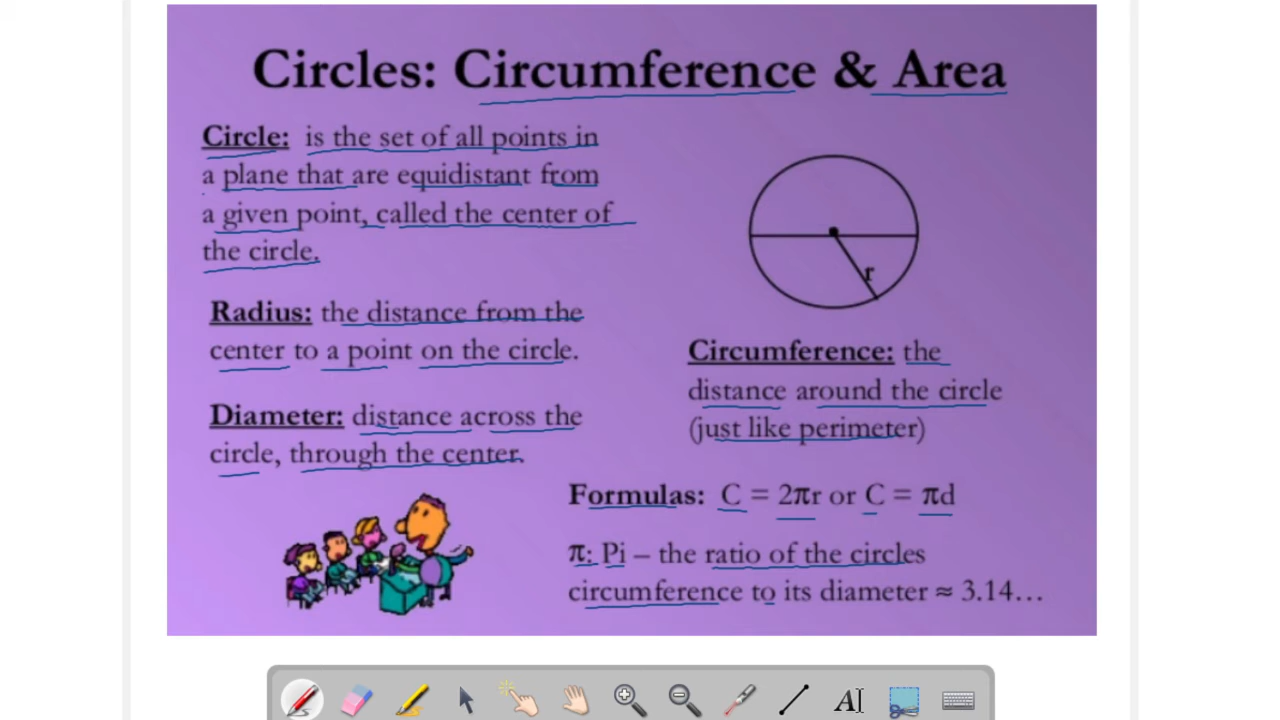 Circles: Circumference & Area
Circle: is the set of all points in
a plane that are equidistant from
a given point, called the center of
the circle.
r
Radius: the distance from the
center to a point on the circle.
Circumference: the
distance around the circle
(just like perimeter)
Diameter: distance across the
circle, through the center.
Formulas: C = 2πr or C = πd
π: Pi – the ratio of the circles
circumference to its diameter ≈ 3.14…
AI